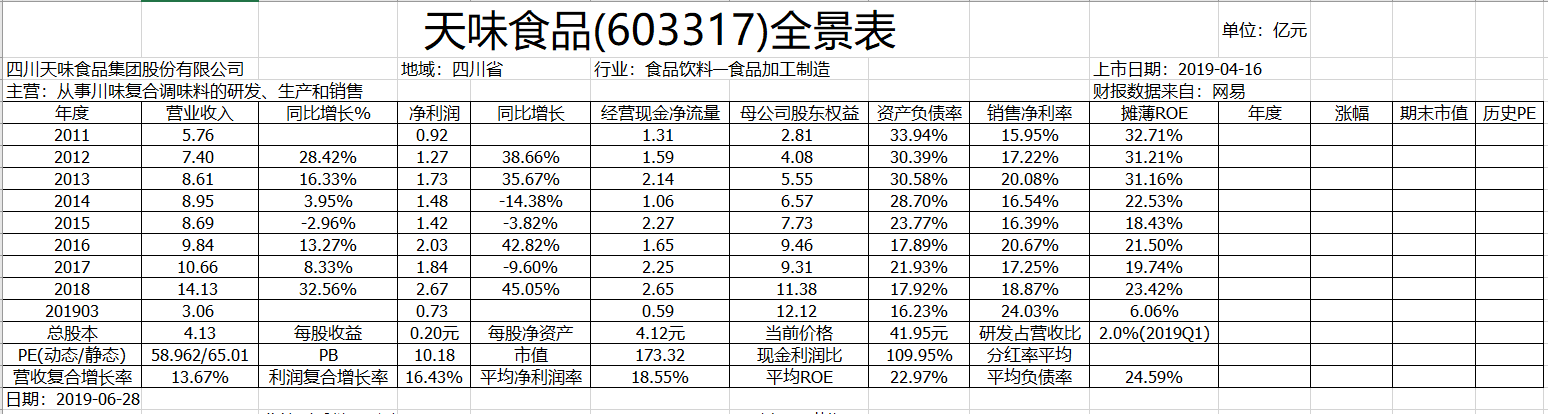 天味食品(603317)全景表 单位：亿元
四川天味食品集团股份有限公司 地域：四川省 行业：食品饮料—食品加工制造 上市日期：2019-04-16
主营：从事川味复合调味料的研发、生产和销售 财报数据来自：网易
年度 营业收入 同比增长% 净利润 同比增长 经营现金净流量 母公司股东权益 资产负债率 销售净利率 摊薄ROE 年度 涨幅 期末市值 历史PE
2011 5.76 0.92 1.31 2.81 33.94% 15.95% 32.71%
2012 7.40 28.42% 1.27 38.66% 1.59 4.08 30.39% 17.22% 31.21%
2013 8.61 16.33% 1.73 35.67% 2.14 5.55 30.58% 20.08% 31.16%
2014 8.95 3.95% 1.48 -14.38% 1.06 6.57 28.70% 16.54% 22.53%
2015 8.69 -2.96% 1.42 -3.82% 2.27 7.73 23.77% 16.39% 18.43%
2016 9.84 13.27% 2.03 42.82% 1.65 9.46 17.89% 20.67% 21.50%
2017 10.66 8.33% 1.84 -9.60% 2.25 9.31 21.93% 17.25% 19.74%
2018 14.13 32.56% 2.67 45.05% 2.65 11.38 17.92% 18.87% 23.42%
201903 3.06 0.73 0.59 12.12 16.23% 24.03% 6.06%
总股本 4.13 每股收益 0.20元 每股净资产 4.12元 当前价格 41.95元 研发占营收比 2.0%(2019Q1)
PE(动态/静态) 58.962/65.01 PB 10.18 市值 173.32 现金利润比 109.95% 分红率平均
营收复合增长率 13.67% 利润复合增长率 16.43% 平均净利润率 18.55% 平均ROE 22.97% 平均负债率 24.59%
日期：2019-06-28